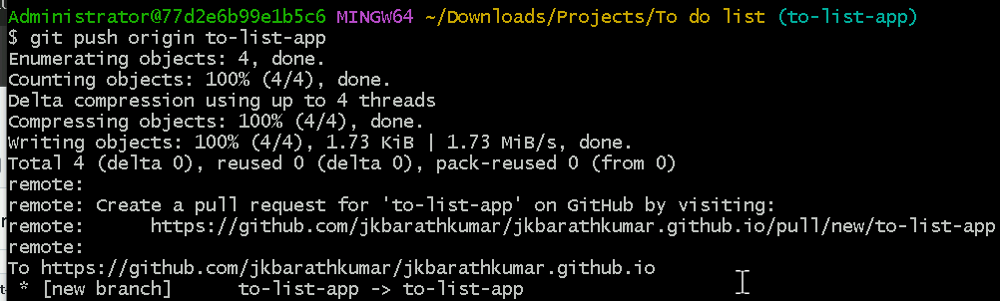 Administrator@77d2e6b99e1b5c6 MINGW64 ~/Downloads/Projects/To do list (to-list-app)
$ git push origin to-list-app
Enumerating objects: 4, done.
Counting objects: 100% (4/4), done.
Delta compression using up to 4 threads
Compressing objects: 100% (4/4), done.
Writing objects: 100% (4/4), 1.73 KiB | 1.73 MiB/s, done.
Total 4 (delta 0), reused 0 (delta 0), pack-reused 0 (from 0)
remote:
remote: Create a pull request for 'to-list-app' on GitHub by visiting:
remote:      https://github.com/jkbarathkumar/jkbarathkumar.github.io/pull/new/to-list-app
remote:
To https://github.com/jkbarathkumar/jkbarathkumar.github.io
 * [new branch]      to-list-app -> to-list-app